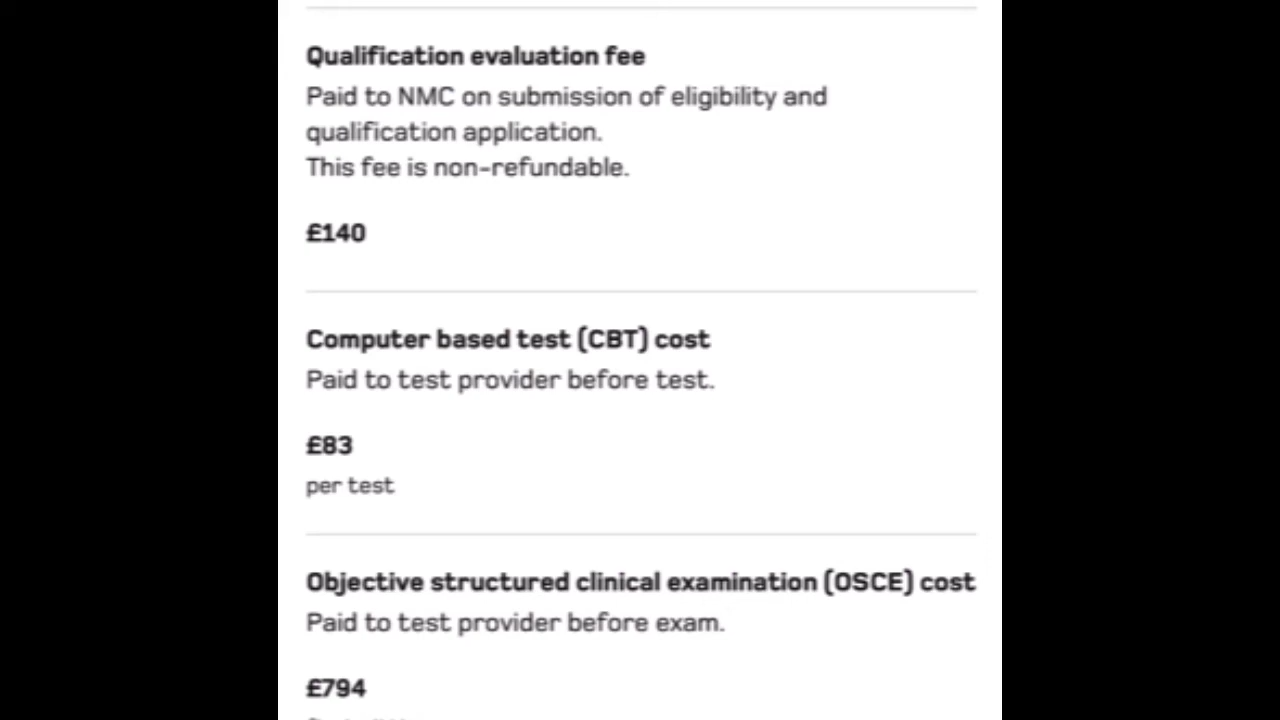 Qualification evaluation fee
Paid to NMC on submission of eligibility and
qualification application.
This fee is non-refundable.
£140
Computer based test (CBT) cost
Paid to test provider before test.
£83
per test
Objective structured clinical examination (OSCE) cost
Paid to test provider before exam.
£794